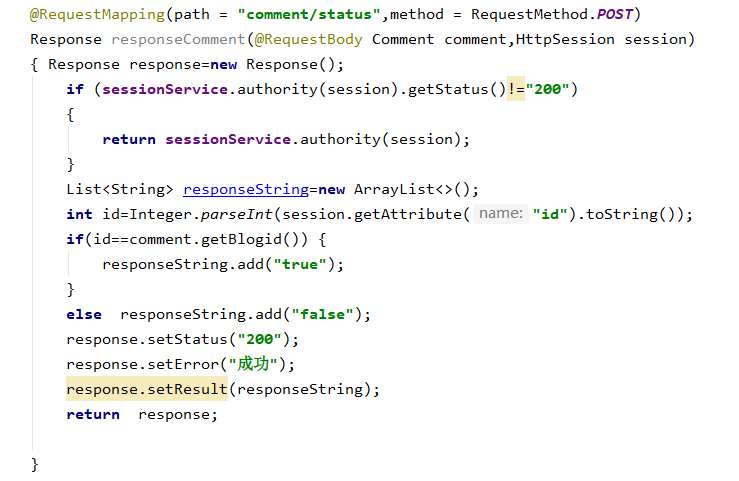 @RequestMapping(path = "comment/status",method = RequestMethod.POST)
Response responseComment(@RequestBody Comment comment,HttpSession session)
{ Response response=new Response();
if (sessionService.authority(session).getStatus()!="200")
{
return sessionService.authority(session);
}
List<String> responseString=new ArrayList<>();
int id=Integer.parseInt(session.getAttribute( name: "id").toString());
if(id==comment.getBlogid()) {
responseString.add("true");
}
else  responseString.add("false");
response.setStatus("200");
response.setError("成功");
response.setResult(responseString);
return  response;
}